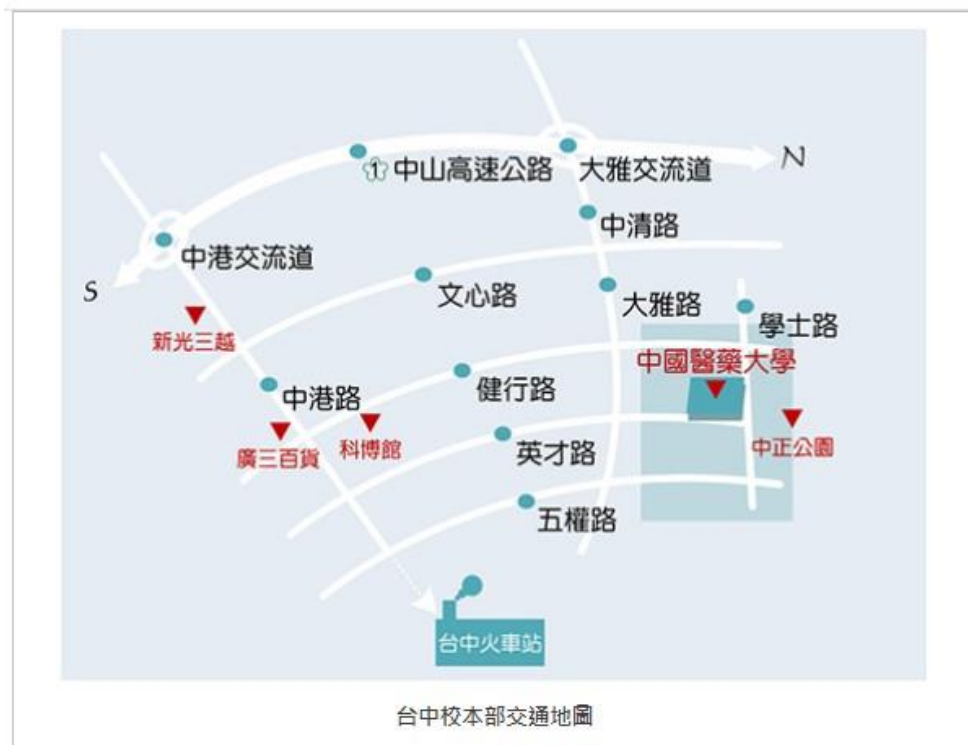 N
1 中山高速公路
大雅交流道
中清路
中港交流道
S
文心路
大雅路
學士路
新光三越
中國醫藥大學
中港路
健行路
科博館
廣三百貨
中正公園
英才路
五權路
台中火車站
台中校本部交通地圖